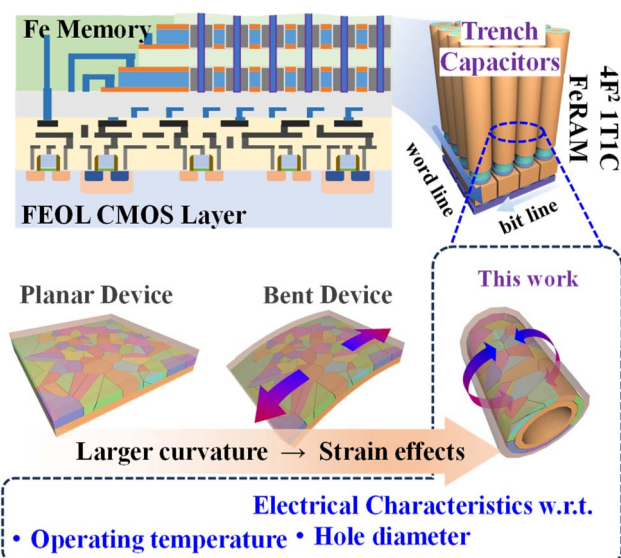 Fe Memory
FEOL CMOS Layer
Trench
Capacitors
4F² 1T1C
FeRAM
word line
bit line
Planar Device
Bent Device
This work
Larger curvature → Strain effects
Electrical Characteristics w.r.t.
• Operating temperature • Hole diameter